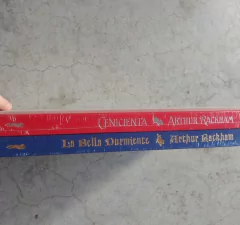 CENICIENTA ARTHUR RACKHAM
La Bella Durmiente Arthur Rackham